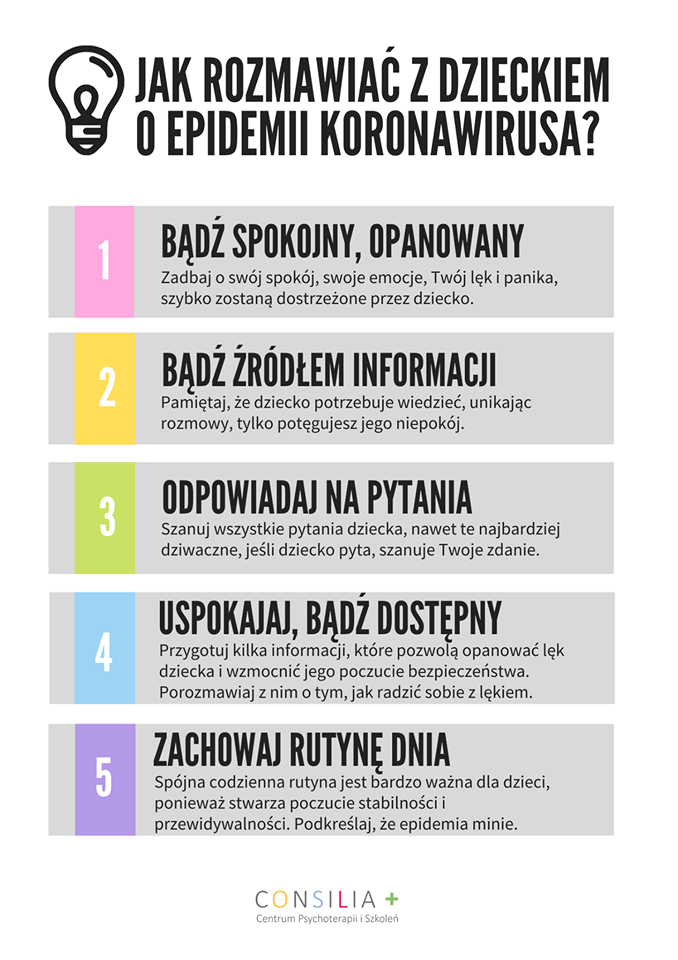 JAK ROZMAWIAĆ Z DZIECKIEM
O EPIDEMII KORONAWIRUSA?
1
BĄDŹ SPOKOJNY, OPANOWANY
Zadbaj o swój spokój, swoje emocje, Twój lęk i panika,
szybko zostaną dostrzeżone przez dziecko.
2
BĄDŹ ŹRÓDŁEM INFORMACJI
Pamiętaj, że dziecko potrzebuje wiedzieć, unikając
rozmowy, tylko potęgujesz jego niepokój.
3
ODPOWIADAJ NA PYTANIA
Szanuj wszystkie pytania dziecka, nawet te najbardziej
dziwaczne, jeśli dziecko pyta, szanuje Twoje zdanie.
4
USPOKAJAJ, BĄDŹ DOSTĘPNY
Przygotuj kilka informacji, które pozwolą opanować lęk
dziecka i wzmocnić jego poczucie bezpieczeństwa.
Porozmawiaj z nim o tym, jak radzić sobie z lękiem.
5
ZACHOWAJ RUTYNĘ DNIA
Spójna codzienna rutyna jest bardzo ważna dla dzieci,
ponieważ stwarza poczucie stabilności i
przewidywalności. Podkreślaj, że epidemia minie.
CONSILIA +
Centrum Psychoterapii i Szkoleń